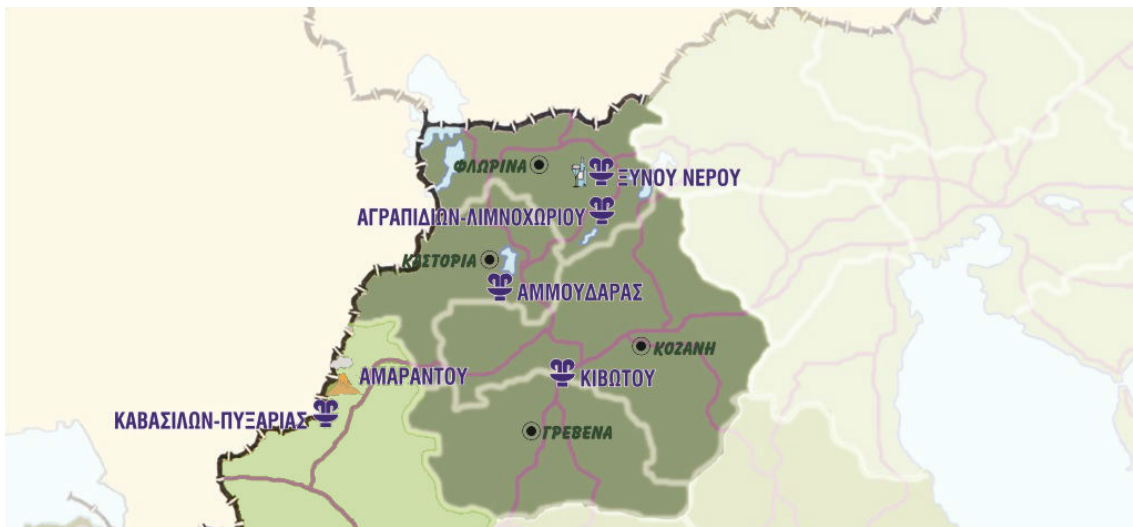 ΦΛΩΡΙΝΑ
ΞΥΝΟΥ ΝΕΡΟΥ
ΑΓΡΑΠΙΔΙΩΝ-ΛΙΜΝΟΧΩΡΙΟΥ
ΚΑΣΤΟΡΙΑ
ΑΜΜΟΥΔΑΡΑΣ
ΚΟΖΑΝΗ
ΑΜΑΡΑΝΤΟΥ
ΚΙΒΩΤΟΥ
ΚΑΒΑΣΙΛΩΝ-ΠΥΞΑΡΙΑΣ
ΓΡΕΒΕΝΑ